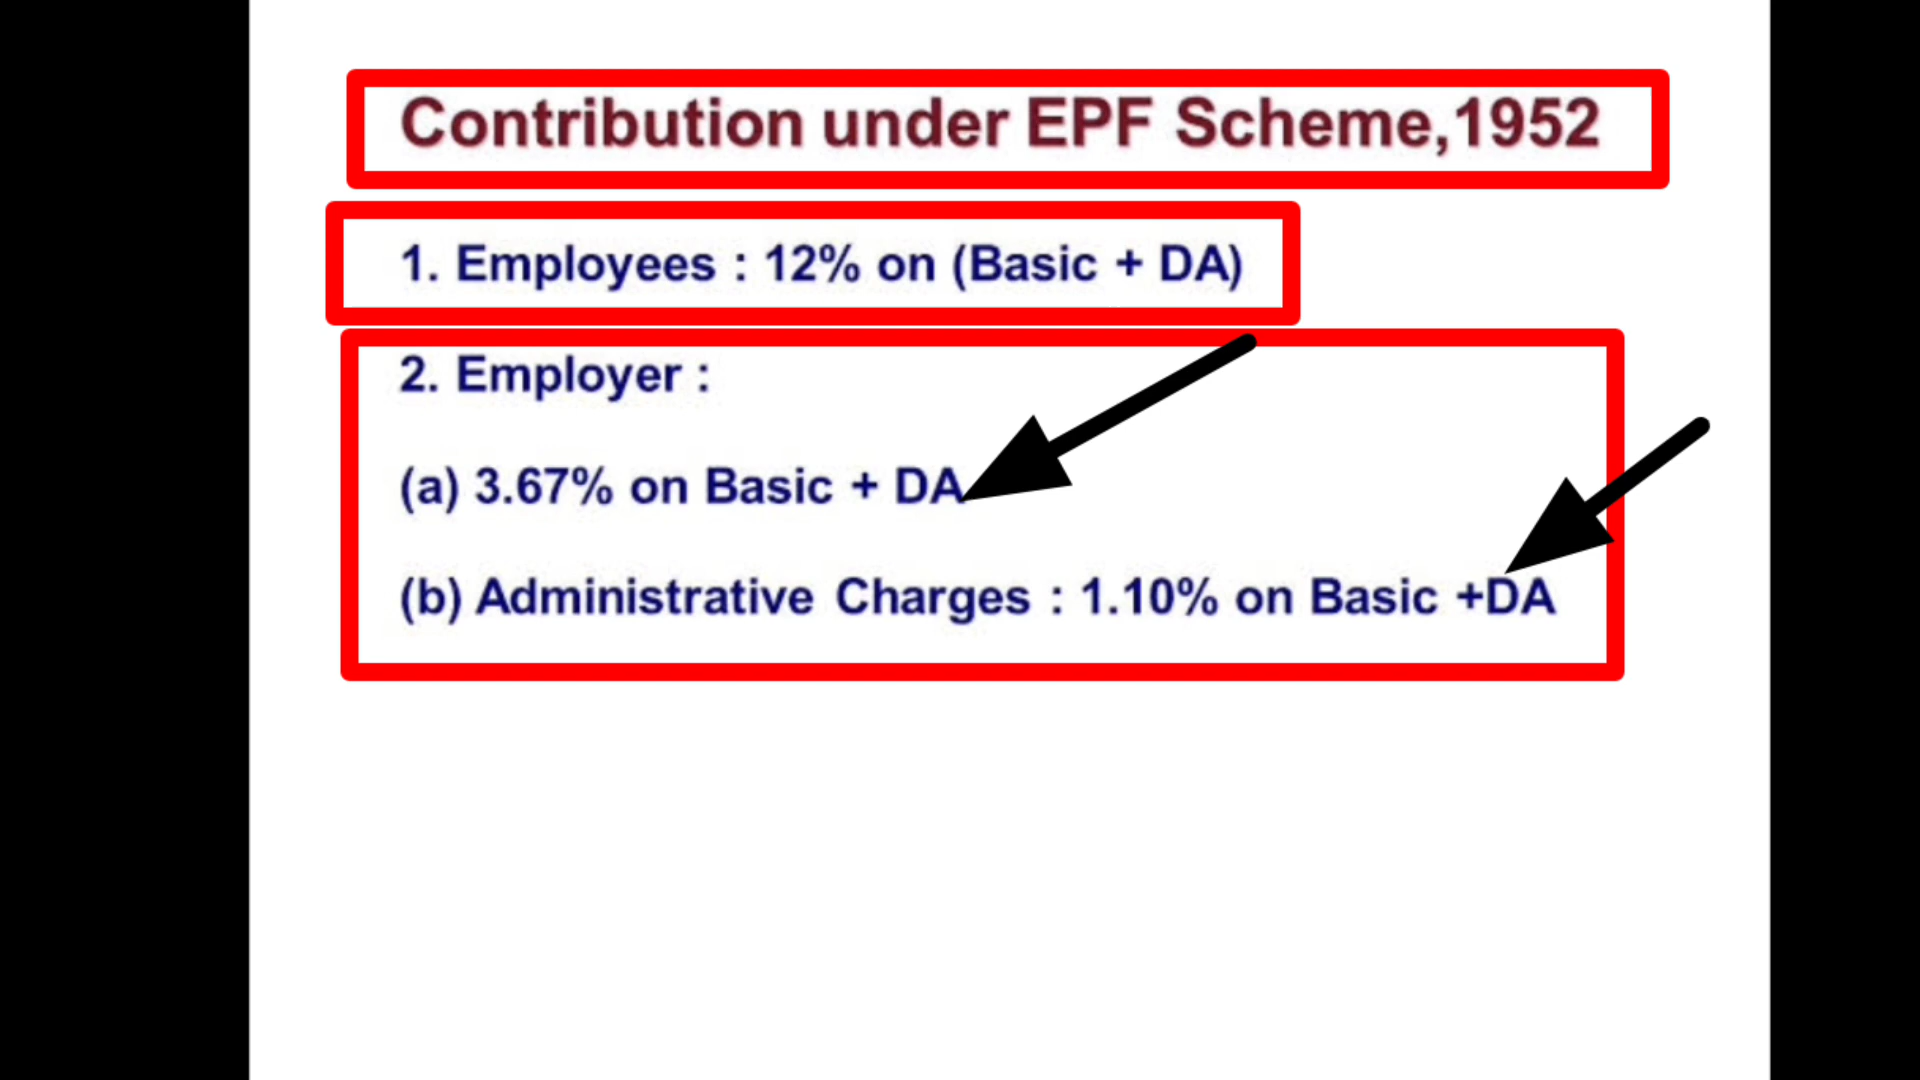 Contribution under EPF Scheme,1952
1. Employees : 12% on (Basic + DA)
2. Employer :
(a) 3.67% on Basic + DA
(b) Administrative Charges : 1.10% on Basic +DA